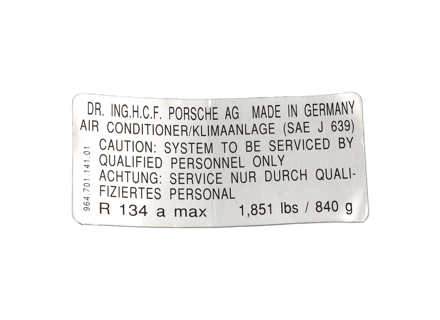 DR. ING.H.C.F. PORSCHE AG MADE IN GERMANY
AIR CONDITIONER/KLIMAANLAGE (SAE J 639)
CAUTION: SYSTEM TO BE SERVICED BY
QUALIFIED PERSONNEL ONLY
ACHTUNG: SERVICE NUR DURCH QUALI-
FIZIERTES PERSONAL
R 134 a max 1,851 lbs / 840 g
964.701.141.01